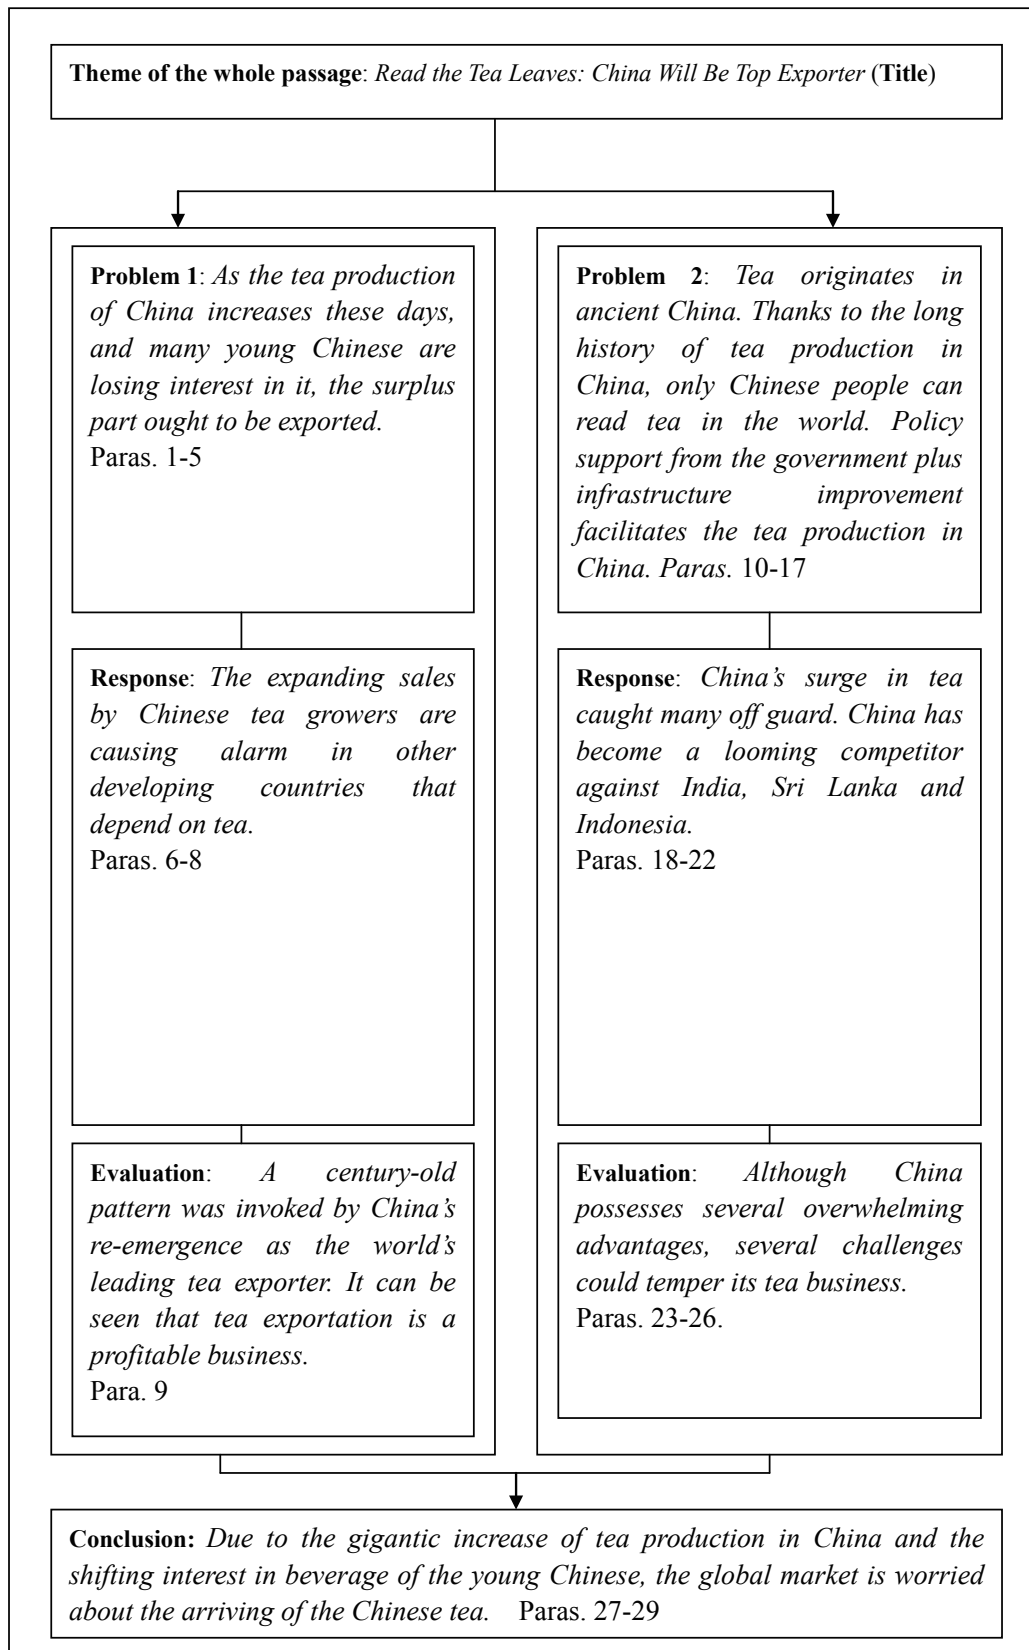 Theme of the whole passage: Read the Tea Leaves: China Will Be Top Exporter (Title)
Problem 1: As the tea production
of China increases these days,
and many young Chinese are
losing interest in it, the surplus
part ought to be exported.
Paras. 1-5
Response: The expanding sales
by Chinese tea growers are
causing alarm in other
developing countries that
depend on tea.
Paras. 6-8
Evaluation: A century-old
pattern was invoked by China's
re-emergence as the world's
leading tea exporter. It can be
seen that tea exportation is a
profitable business.
Para. 9
Problem 2: Tea originates in
ancient China. Thanks to the long
history of tea production in
China, only Chinese people can
read tea in the world. Policy
support from the government plus
infrastructure improvement
facilitates the tea production in
China. Paras. 10-17
Response: China's surge in tea
caught many off guard. China has
become a looming competitor
against India, Sri Lanka and
Indonesia.
Paras. 18-22
Evaluation: Although China
possesses several overwhelming
advantages, several challenges
could temper its tea business.
Paras. 23-26.
Conclusion: Due to the gigantic increase of tea production in China and the
shifting interest in beverage of the young Chinese, the global market is worried
about the arriving of the Chinese tea. Paras. 27-29